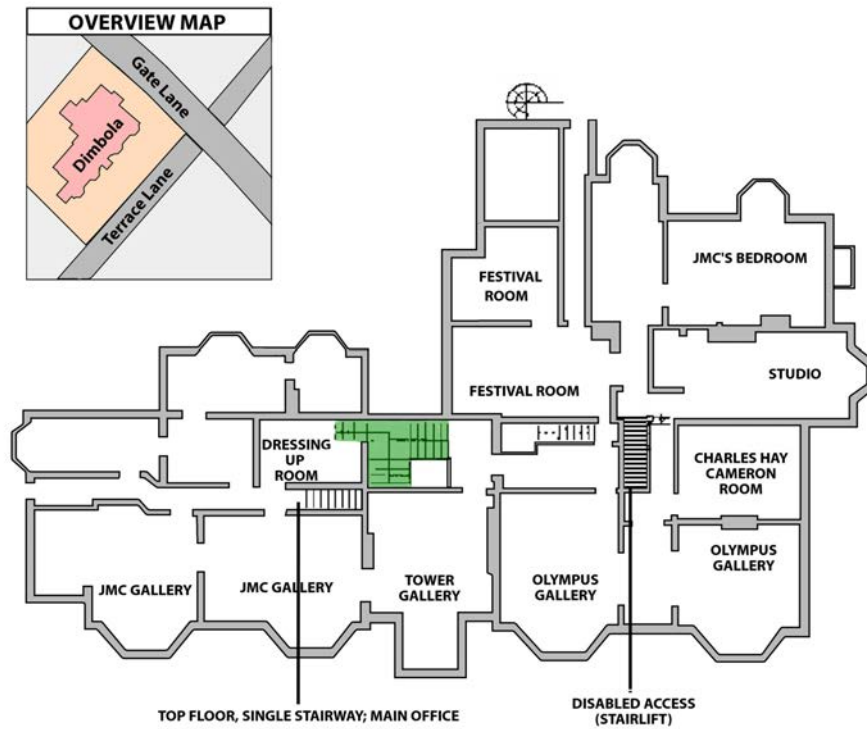 OVERVIEW MAP
Gate Lane
Dimbola
Terrace Lane
JMC'S BEDROOM
FESTIVAL
ROOM
STUDIO
FESTIVAL ROOM
DRESSING
UP
ROOM
CHARLES HAY
CAMERON
ROOM
JMC GALLERY
JMC GALLERY
TOWER
GALLERY
OLYMPUS
GALLERY
OLYMPUS
GALLERY
TOP FLOOR, SINGLE STAIRWAY; MAIN OFFICE
DISABLED ACCESS
(STAIRLIFT)